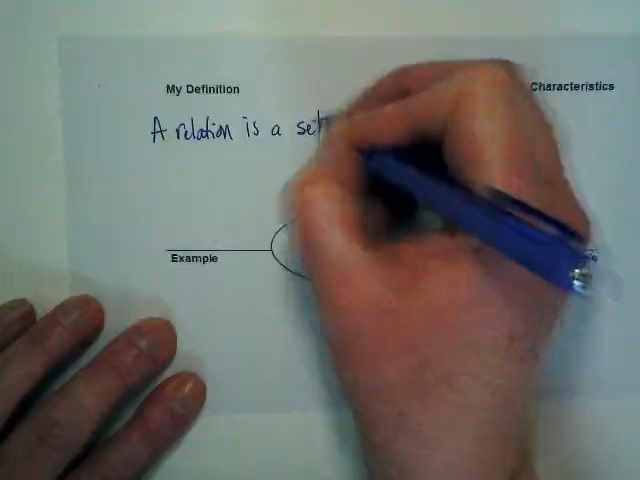 My Definition
Characteristics
A relation is a set
Example